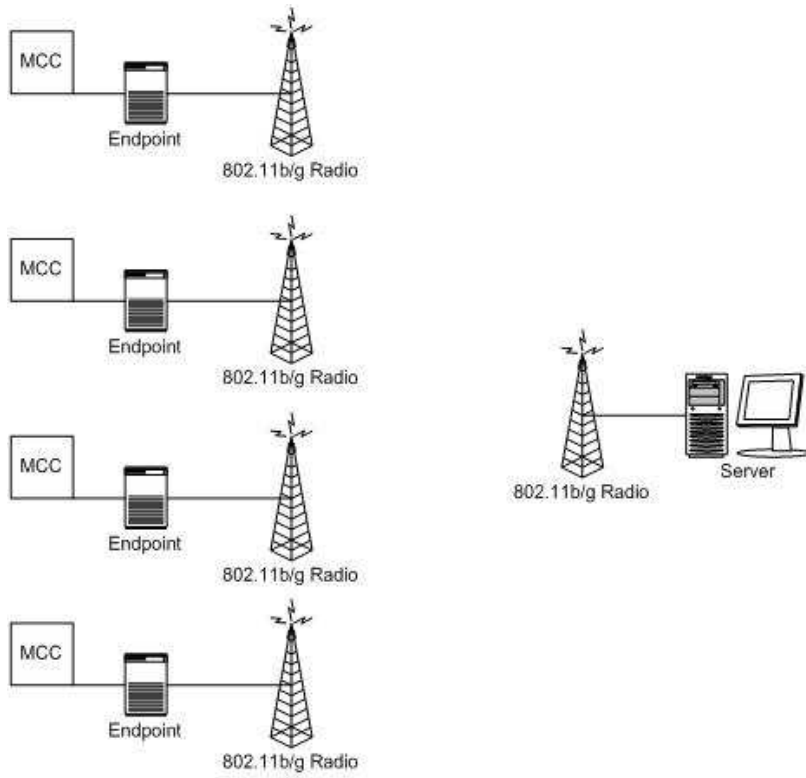 MCC
Endpoint
802.11b/g Radio
MCC
Endpoint
802.11b/g Radio
802.11b/g Radio
Server
MCC
Endpoint
802.11b/g Radio
MCC
Endpoint
802.11b/g Radio